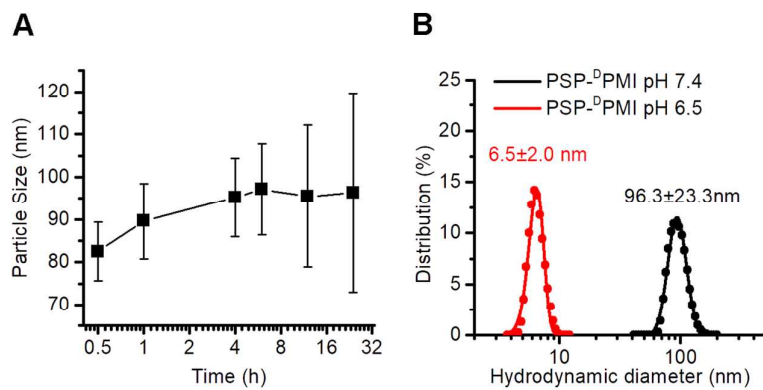 A
Particle Size (nm)
120
110
100
90
80
70
0.5 1 2 4 8 16 32
Time (h)
B
Distribution (%)
25
20
15
10
5
0
PSP-ᴰPMI pH 7.4
PSP-ᴰPMI pH 6.5
6.5±2.0 nm
96.3±23.3nm
10 100
Hydrodynamic diameter (nm)